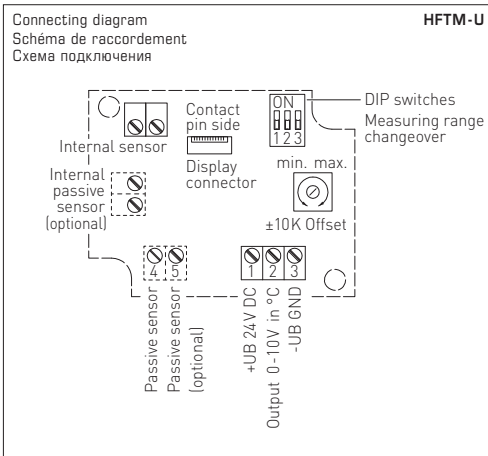 Connecting diagram
Schéma de raccordement
Схема подключения
HFTM-U
ON
1 2 3
DIP switches
Measuring range
changeover
Contact
pin side
Internal sensor
Display
connector
min. max.
Internal
passive
sensor
(optional)
±10K Offset
4 5
1 2 3
Passive sensor
Passive sensor
(optional)
+UB 24V DC
Output 0-10V in °C
-UB GND